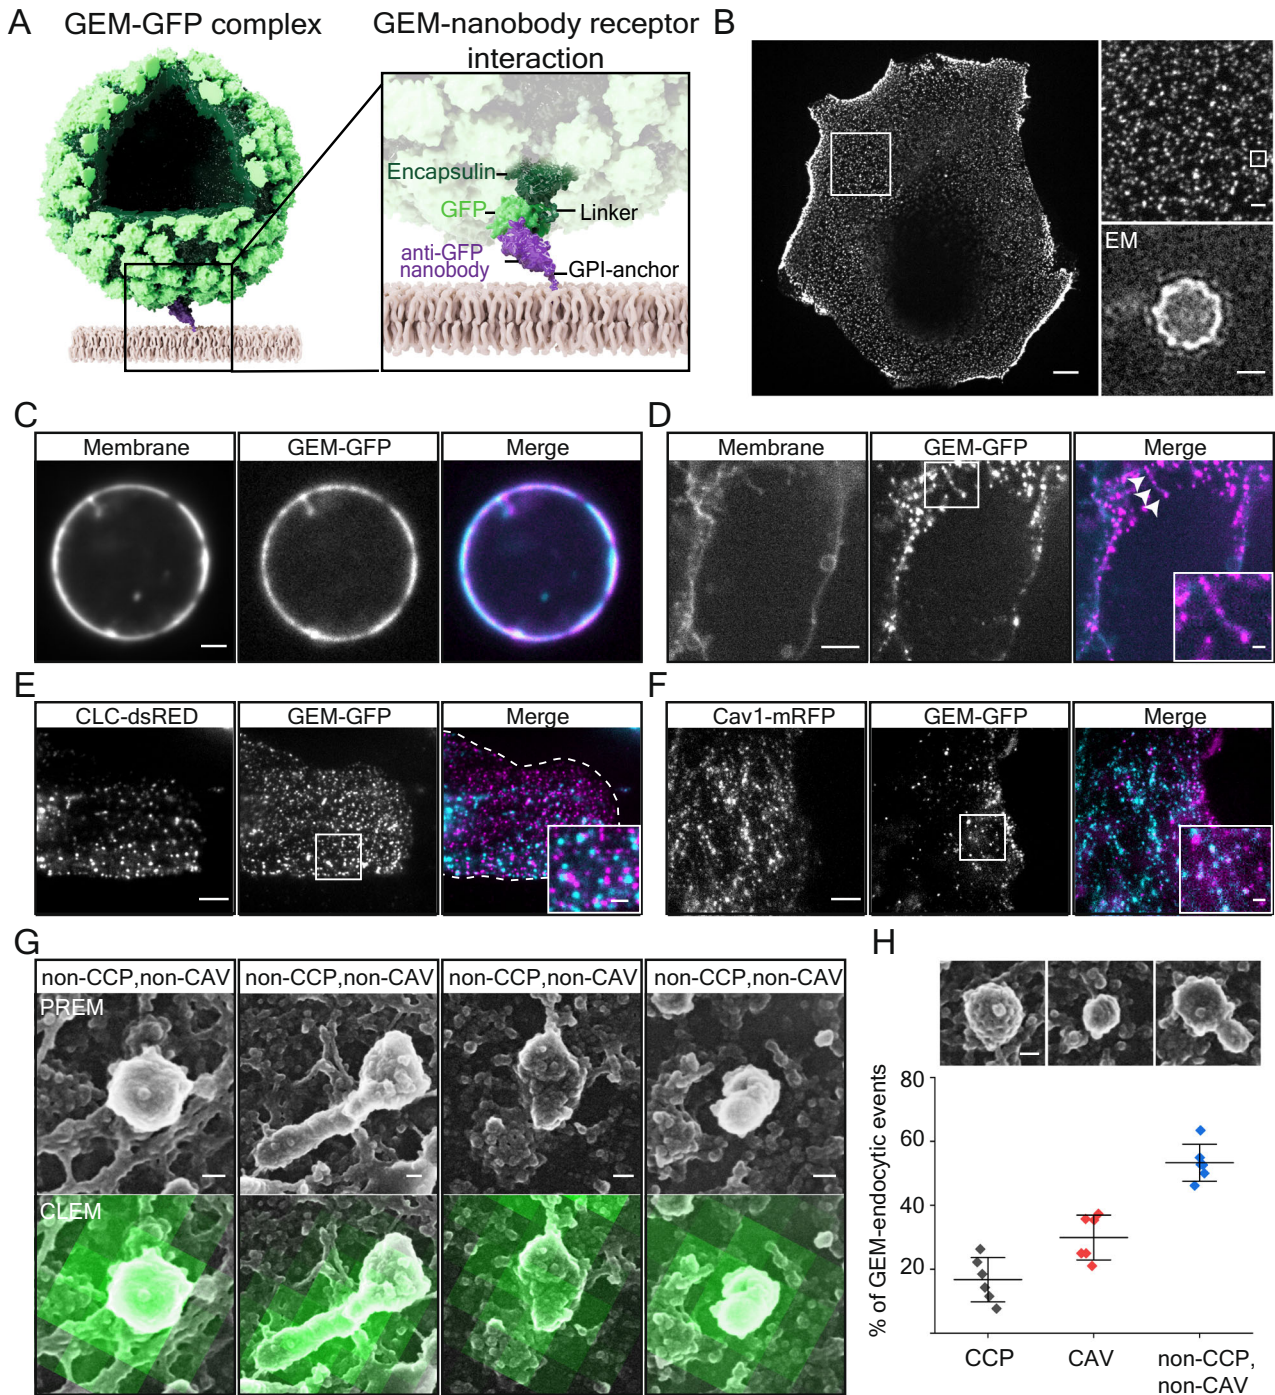 A
GEM-GFP complex
GEM-nanobody receptor
interaction
Encapsulin
GFP
Linker
anti-GFP
nanobody
GPI-anchor
B
EM
C
Membrane
GEM-GFP
Merge
D
Membrane
GEM-GFP
Merge
E
CLC-dsRED
GEM-GFP
Merge
F
Cav1-mRFP
GEM-GFP
Merge
G
non-CCP,non-CAV
non-CCP,non-CAV
non-CCP,non-CAV
non-CCP,non-CAV
PREM
CLEM
H
% of GEM-endocytic events
80
60
40
20
CCP
CAV
non-CCP,
non-CAV